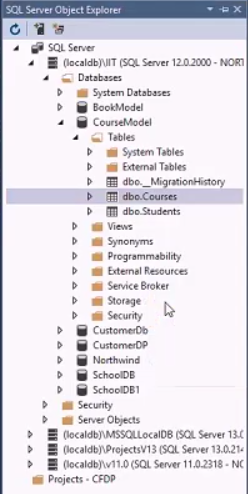 SQL Server Object Explorer
SQL Server
(localdb)\IIT (SQL Server 12.0.2000 - NORT
Databases
System Databases
BookModel
CourseModel
Tables
System Tables
External Tables
dbo.__MigrationHistory
dbo.Courses
dbo.Students
Views
Synonyms
Programmability
External Resources
Service Broker
Storage
Security
CustomerDb
CustomerDP
Northwind
SchoolDB
SchoolDB1
Security
Server Objects
(localdb)\MSSQLLocalDB (SQL Server 13.0
(localdb)\ProjectsV13 (SQL Server 13.0.214
(localdb)\v11.0 (SQL Server 11.0.2318 - NOR
Projects - CFDP